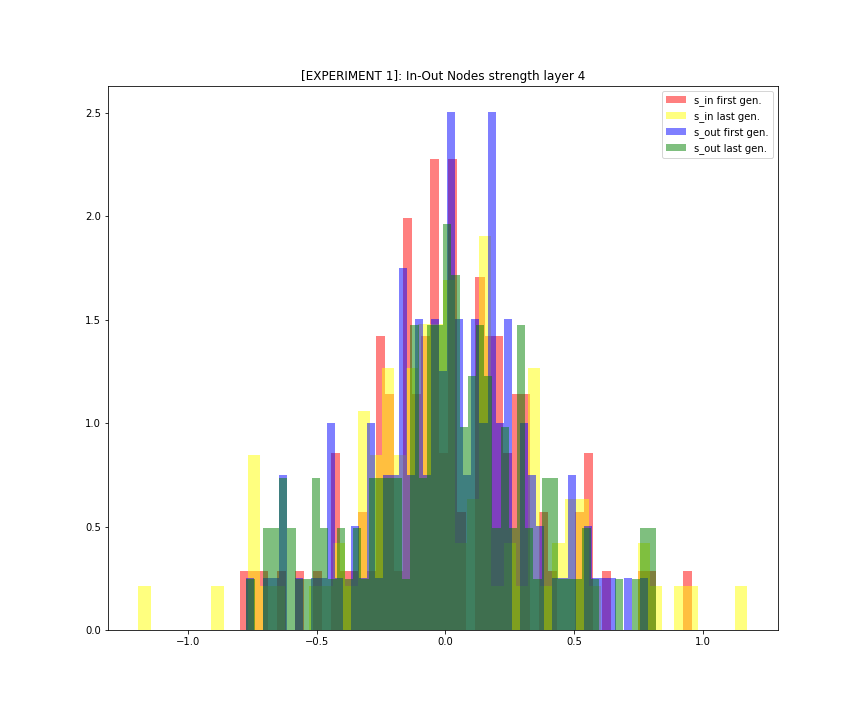 [EXPERIMENT 1]: In-Out Nodes strength layer 4
s_in first gen.
s_in last gen.
s_out first gen.
s_out last gen.
2.5
2.0
1.5
1.0
0.5
0.0
−1.0 −0.5 0.0 0.5 1.0